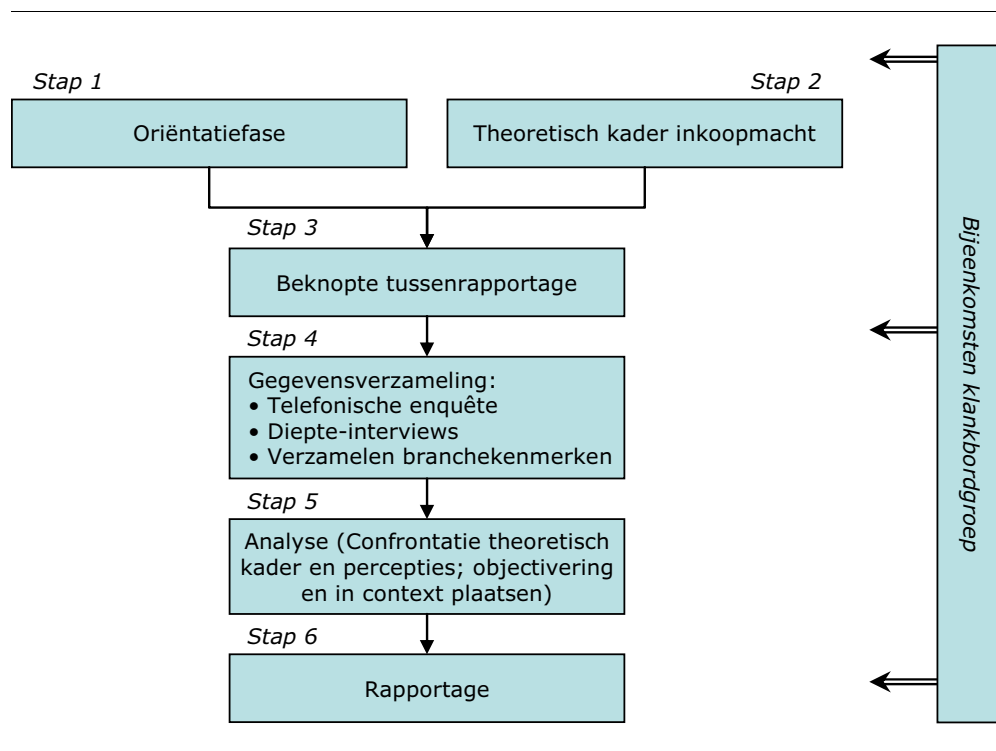 Stap 1
Stap 2
Oriëntatiefase
Theoretisch kader inkoopmacht
Stap 3
Beknopte tussenrapportage
Stap 4
Gegevensverzameling:
• Telefonische enquête
• Diepte-interviews
• Verzamelen branchekenmerken
Stap 5
Analyse (Confrontatie theoretisch
kader en percepties; objectivering
en in context plaatsen)
Stap 6
Rapportage
Bijeenkomsten klankbordgroep